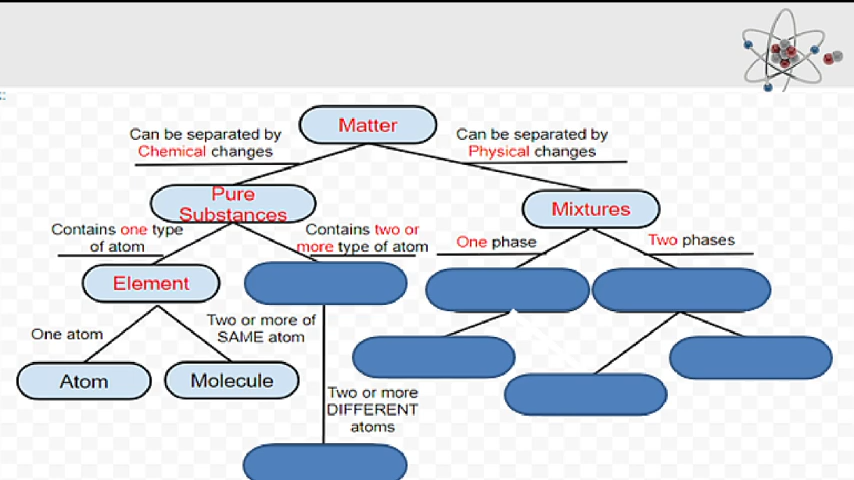 Matter
Can be separated by
Chemical changes
Can be separated by
Physical changes
Pure
Substances
Mixtures
Contains one type
of atom
Contains two or
more type of atom
One phase
Two phases
Element
One atom
Two or more of
SAME atom
Atom
Molecule
Two or more
DIFFERENT
atoms